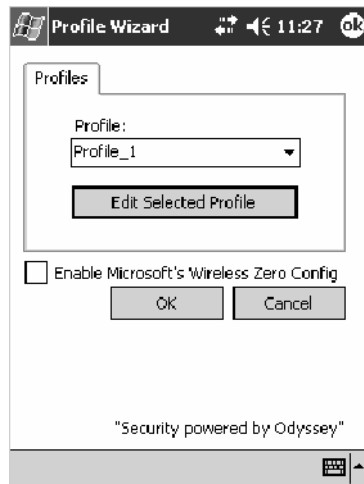 Profile Wizard 11:27 ok
Profiles
Profile:
Profile_1
Edit Selected Profile
Enable Microsoft's Wireless Zero Config
OK Cancel
"Security powered by Odyssey"